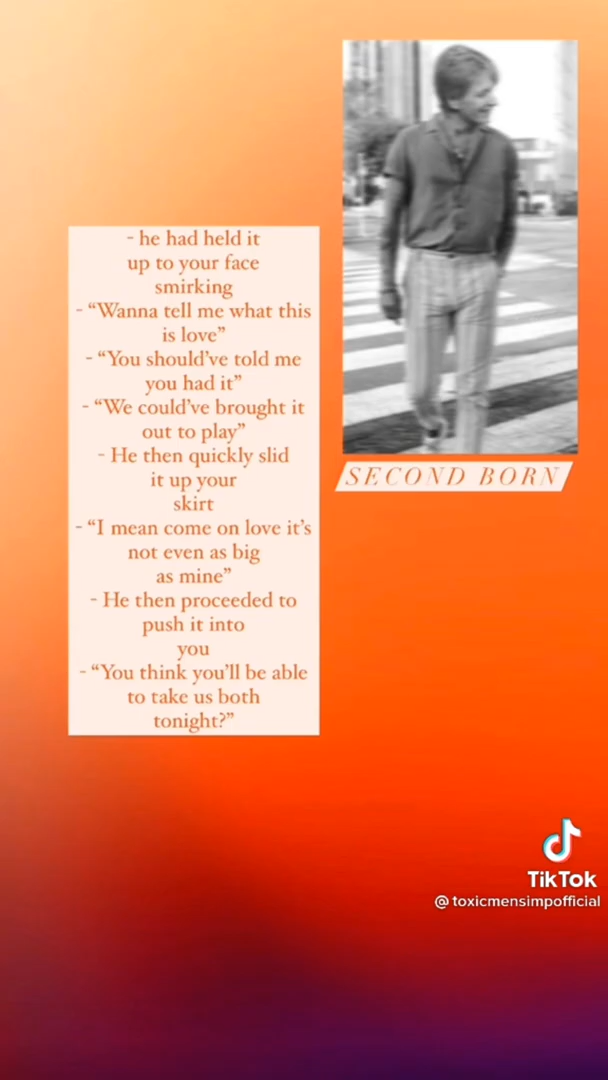 - he had held it
up to your face
smirking
- “Wanna tell me what this
is love”
- “You should’ve told me
you had it”
- “We could’ve brought it
out to play”
- He then quickly slid
it up your
skirt
- “I mean come on love it’s
not even as big
as mine”
- He then proceeded to
push it into
you
- “You think you’ll be able
to take us both
tonight?”
SECOND BORN
TikTok
@toxicmensimpofficial